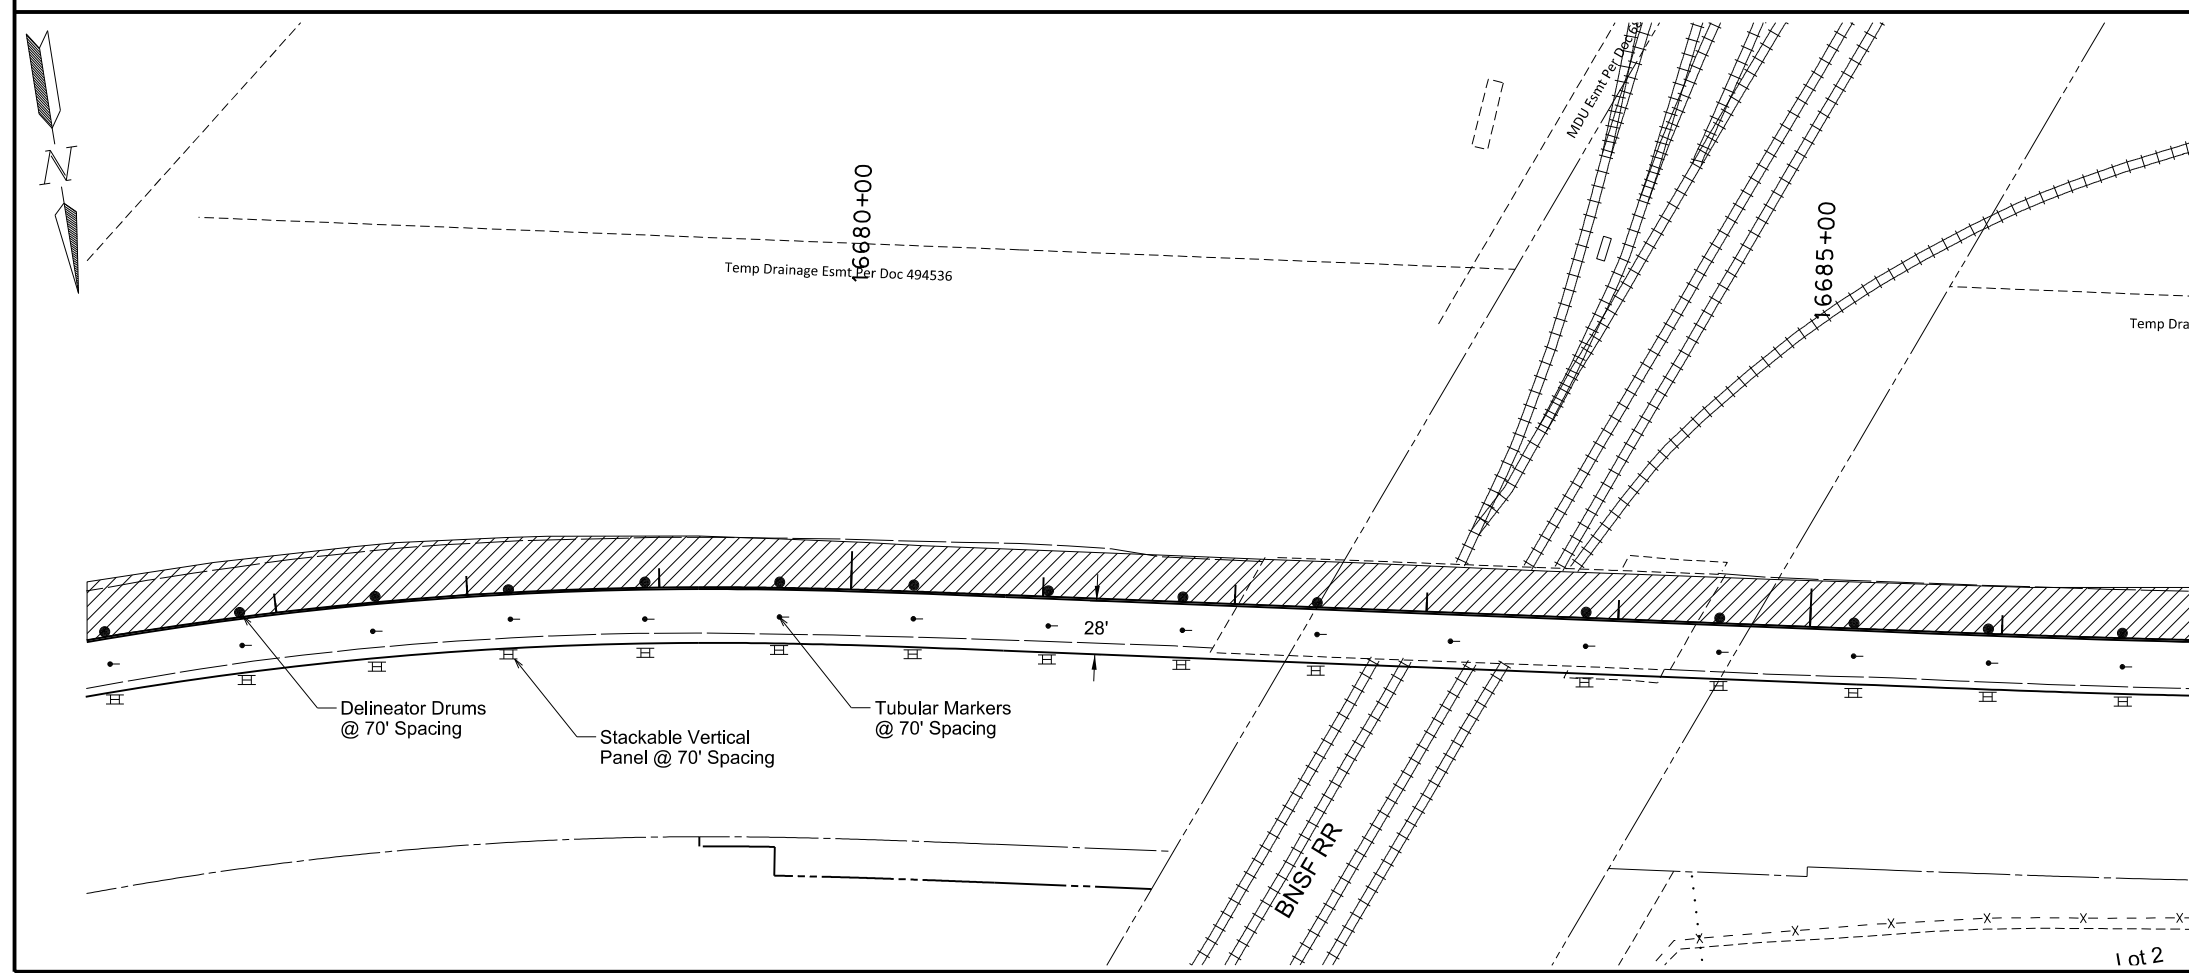 N
MDU Esmt Per Doc
16680+00
16685+00
Temp Drainage Esmt Per Doc 494536
Temp Dra
28'
Delineator Drums
@ 70' Spacing
Stackable Vertical
Panel @ 70' Spacing
Tubular Markers
@ 70' Spacing
BNSF RR
X X X X X X
Lot 2